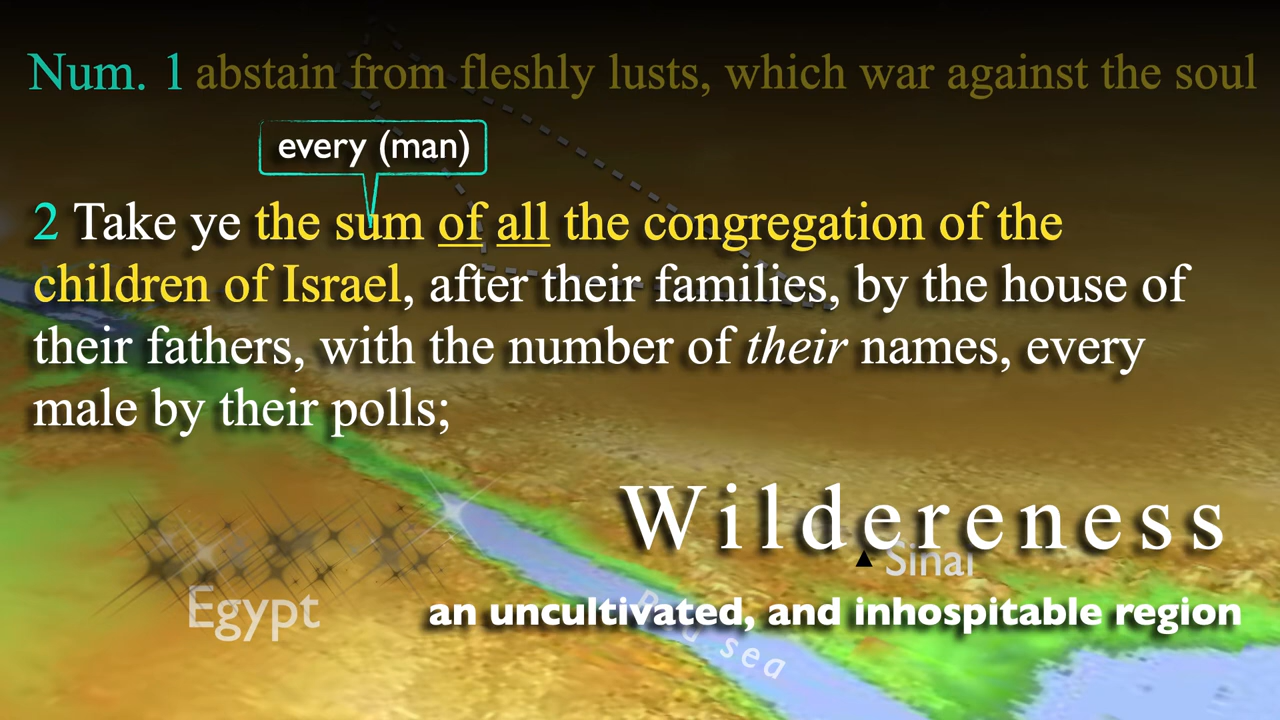 Num. 1 abstain from fleshly lusts, which war against the soul
every (man)
2 Take ye the sum of all the congregation of the
children of Israel, after their families, by the house of
their fathers, with the number of their names, every
male by their polls;
Wildereness
Sinai
Egypt
an uncultivated, and inhospitable region
sea